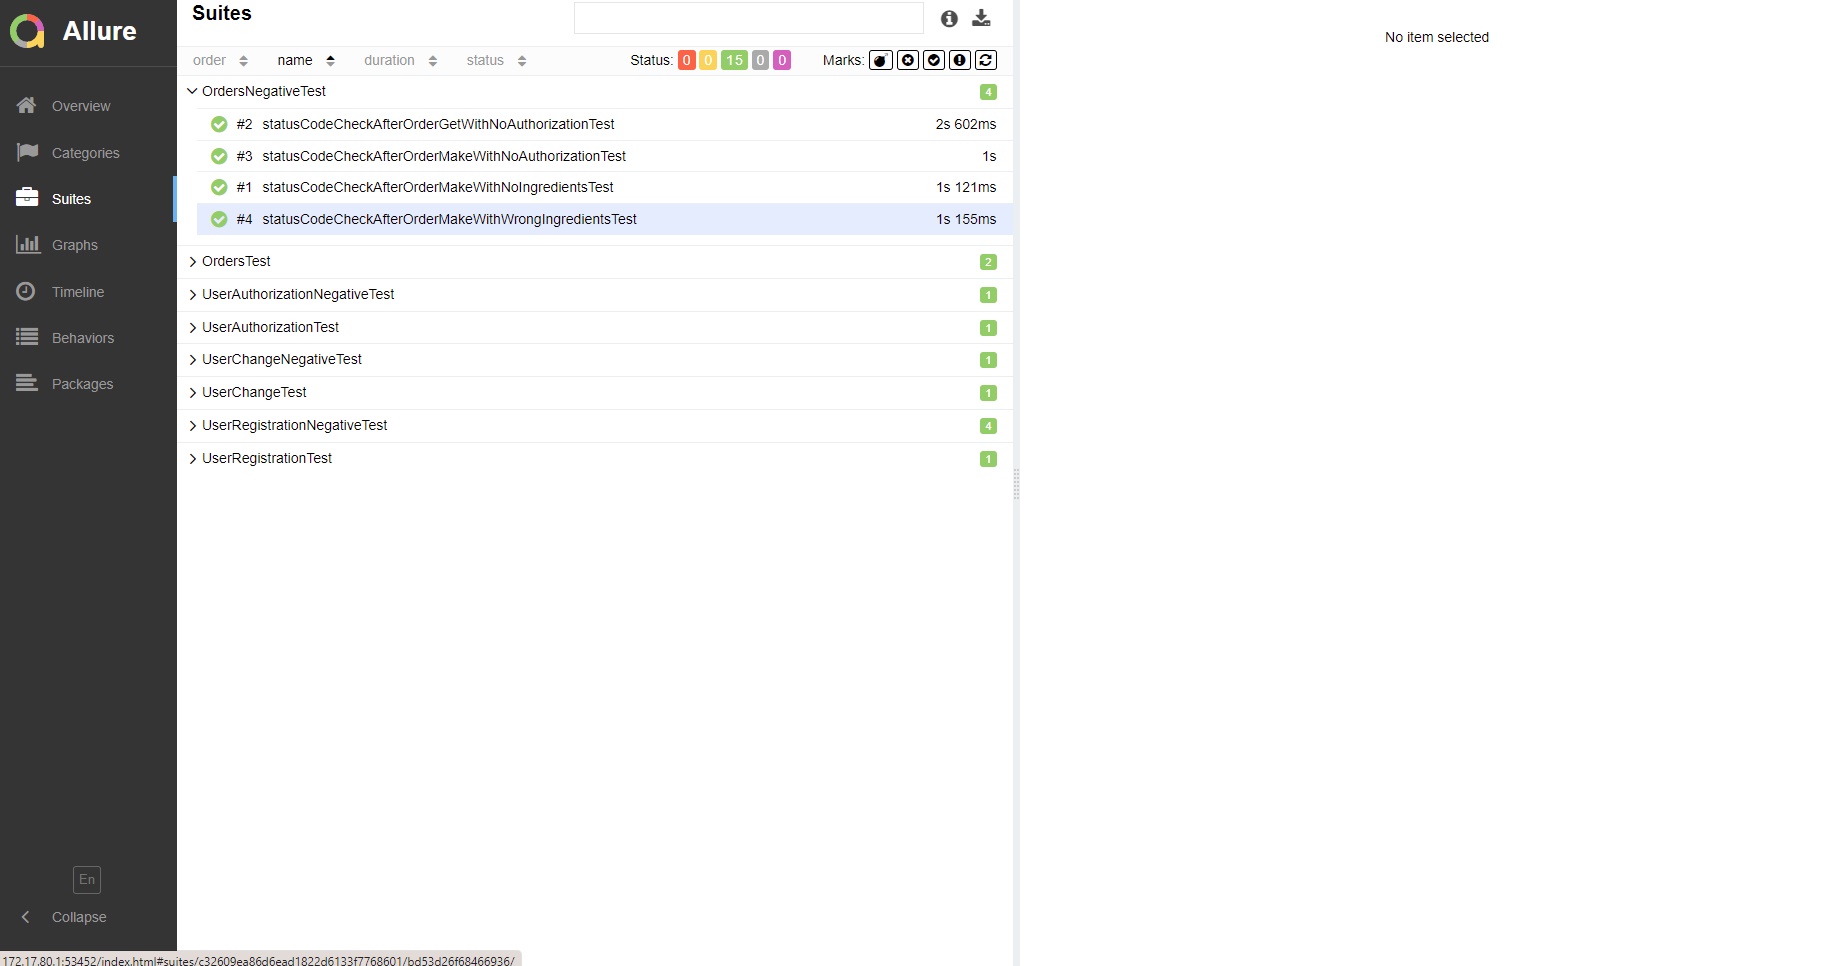 Allure
Overview
Categories
Suites
Graphs
Timeline
Behaviors
Packages
En
Collapse
Suites
order name duration status Status: 0 0 15 0 0 Marks:
OrdersNegativeTest 4
#2 statusCodeCheckAfterOrderGetWithNoAuthorizationTest 2s 602ms
#3 statusCodeCheckAfterOrderMakeWithNoAuthorizationTest 1s
#1 statusCodeCheckAfterOrderMakeWithNoIngredientsTest 1s 121ms
#4 statusCodeCheckAfterOrderMakeWithWrongIngredientsTest 1s 155ms
OrdersTest 2
UserAuthorizationNegativeTest 1
UserAuthorizationTest 1
UserChangeNegativeTest 1
UserChangeTest 1
UserRegistrationNegativeTest 4
UserRegistrationTest 1
No item selected
172.17.80.1:53452/index.html#suites/c32609ea86d6ead1822d6133f7768601/bd53d26f68466936/